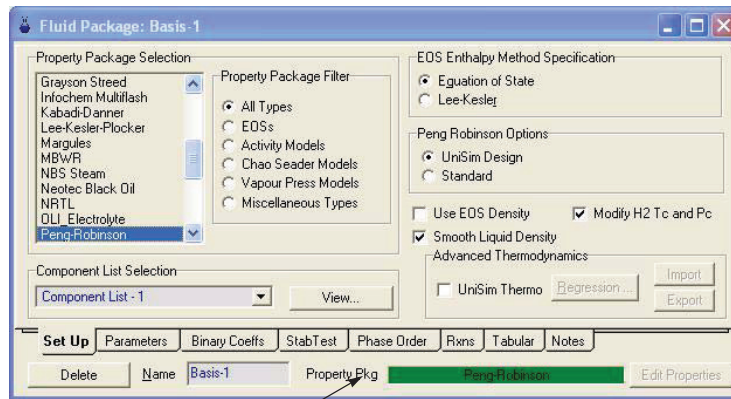 Fluid Package: Basis-1
Property Package Selection
Grayson Streed
Infochem Multiflash
Kabadi-Danner
Lee-Kesler-Plocker
Margules
MBWR
NBS Steam
Neotec Black Oil
NRTL
OLI_Electrolyte
Peng-Robinson
Property Package Filter
All Types
EOSs
Activity Models
Chao Seader Models
Vapour Press Models
Miscellaneous Types
Component List Selection
Component List - 1
View...
EOS Enthalpy Method Specification
Equation of State
Lee-Kesler
Peng Robinson Options
UniSim Design
Standard
Use EOS Density
Modify H2 Tc and Pc
Smooth Liquid Density
Advanced Thermodynamics
UniSim Thermo
Regression ...
Import
Export
Set Up Parameters Binary Coeffs StabTest Phase Order Rxns Tabular Notes
Delete Name Basis-1 Property Pkg Peng-Robinson Edit Properties